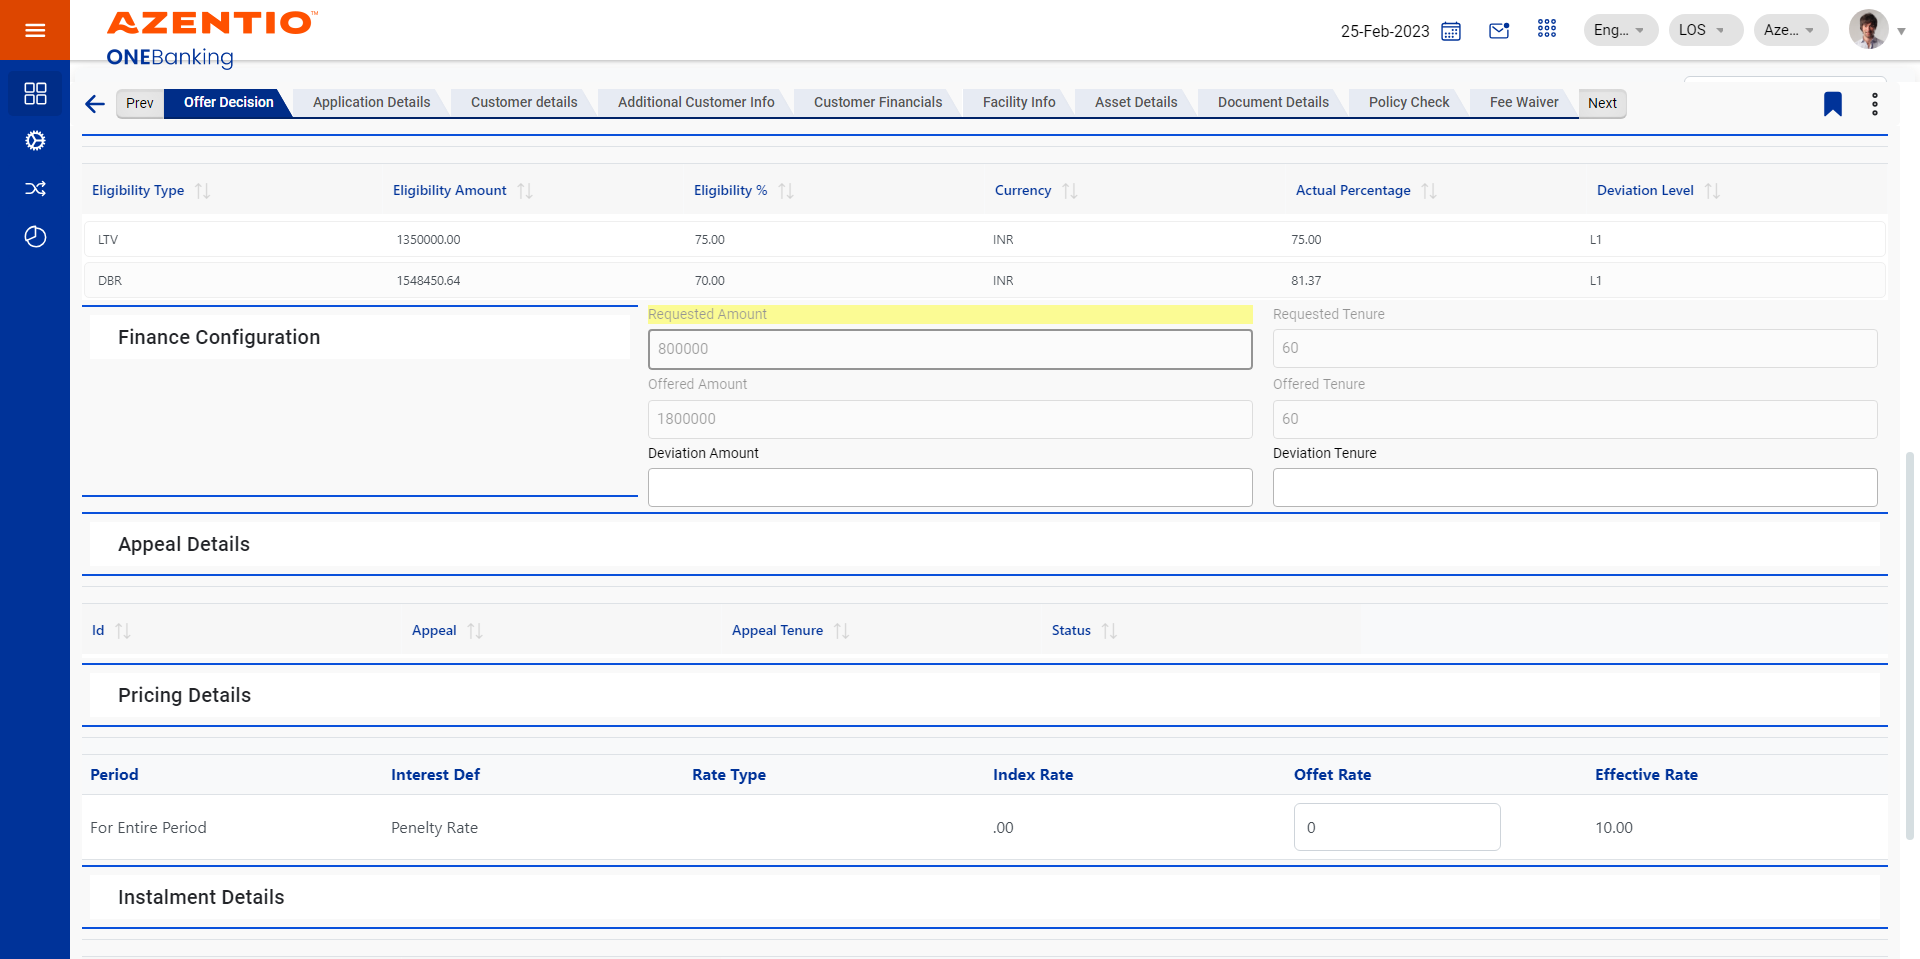 AZENTIO™
ONEBanking
25-Feb-2023
Eng...
LOS
Aze...
Prev
Offer Decision
Application Details
Customer details
Additional Customer Info
Customer Financials
Facility Info
Asset Details
Document Details
Policy Check
Fee Waiver
Next
Eligibility Type Eligibility Amount Eligibility % Currency Actual Percentage Deviation Level
LTV 1350000.00 75.00 INR 75.00 L1
DBR 1548450.64 70.00 INR 81.37 L1
Finance Configuration
Requested Amount Requested Tenure
800000 60
Offered Amount Offered Tenure
1800000 60
Deviation Amount Deviation Tenure
Appeal Details
Id Appeal Appeal Tenure Status
Pricing Details
Period Interest Def Rate Type Index Rate Offet Rate Effective Rate
For Entire Period Penelty Rate .00 0 10.00
Instalment Details